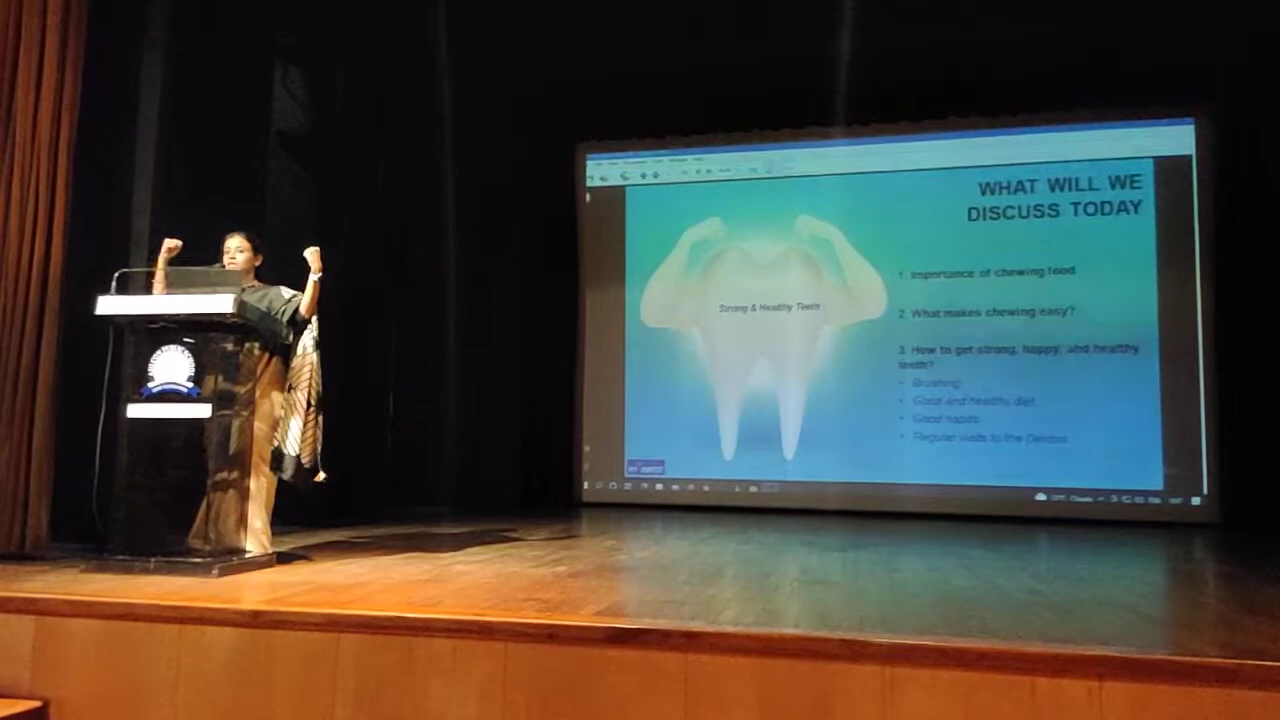 WHAT WILL WE
DISCUSS TODAY
Strong & Healthy Teeth
1. Importance of chewing food
2. What makes chewing easy?
3. How to get strong, happy, and healthy
teeth?
• Brushing
• Good and healthy diet
• Good habits
• Regular visits to the Dentist